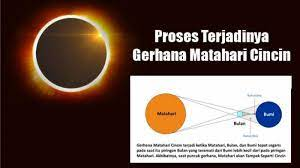 Proses Terjadinya
Gerhana Matahari Cincin
Matahari
Bulan
Bumi
Gerhana Matahari Cincin terjadi ketika Matahari, Bulan, dan Bumi tepat segaris
pada saat itu piringan Bulan yang teramati dari Bumi lebih kecil dari pada piringan
Matahari. Akibatnya, saat puncak gerhana, Matahari akan Tampak Seperti Cincin.